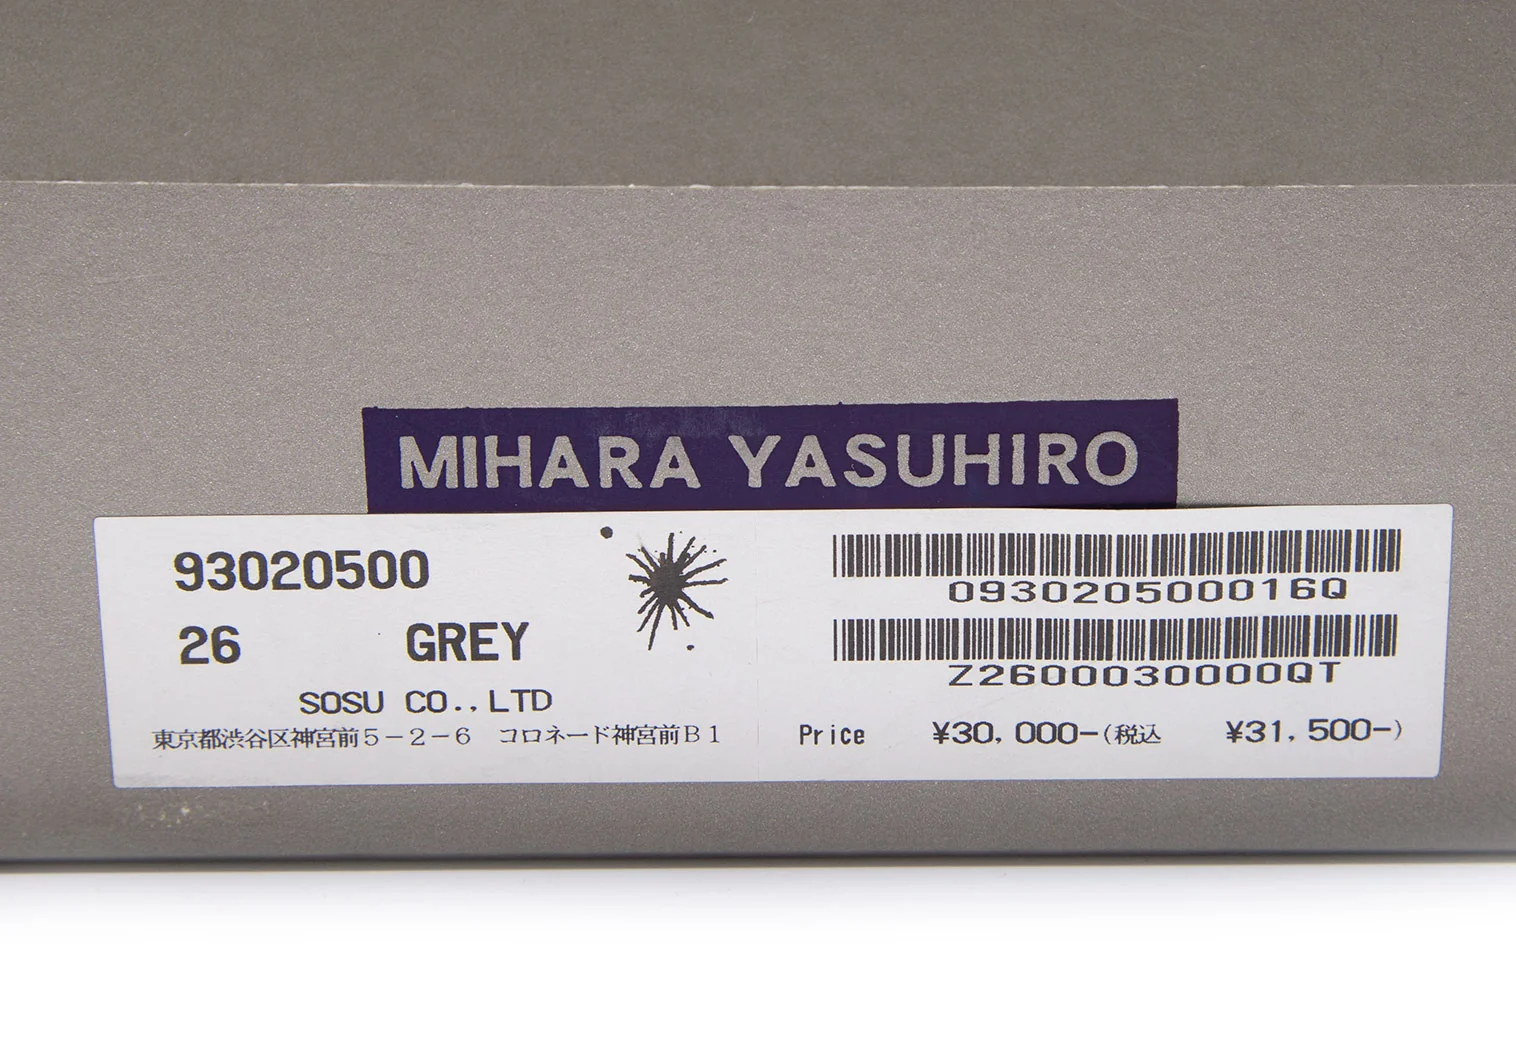 MIHARA YASUHIRO
93020500
26 GREY
SOSU CO., LTD
東京都渋谷区神宮前5-2-6 コロネード神宮前B1
093020500016Q
Z2600030000QT
Price ¥30,000-(税込 ¥31,500-)